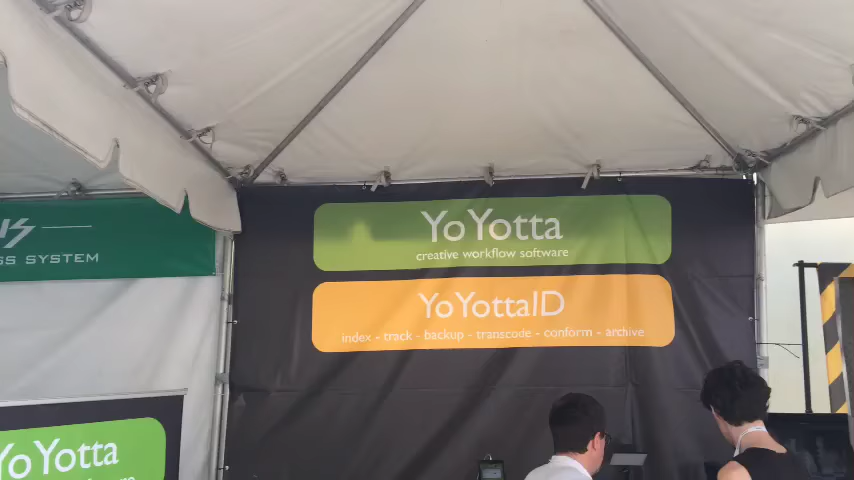 YoYotta
creative workflow software
YoYottaID
index - track - backup - transcode - conform - archive
SS SYSTEM
YoYotta